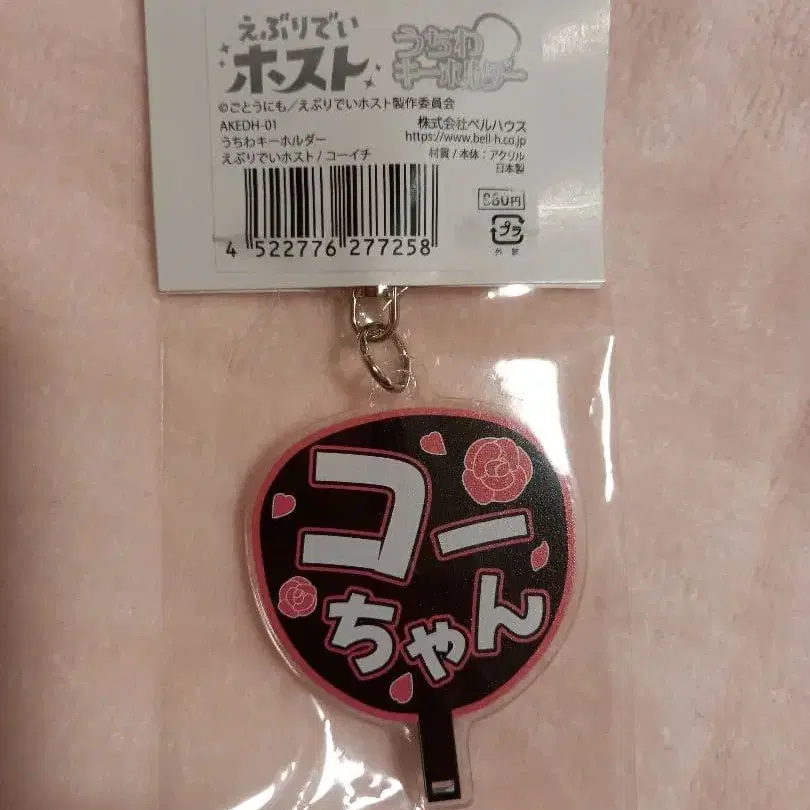 えぶりでい
ホスト
うちわ
キーホルダー
©ごとうにも/えぶりでいホスト製作委員会
AKEDH-01
うちわキーホルダー
えぶりでいホスト/コーイチ
株式会社ベルハウス
https://www.bell-h.co.jp
材質/本体:アクリル
日本製
4 522776 277258
プラ
コー
ちゃん